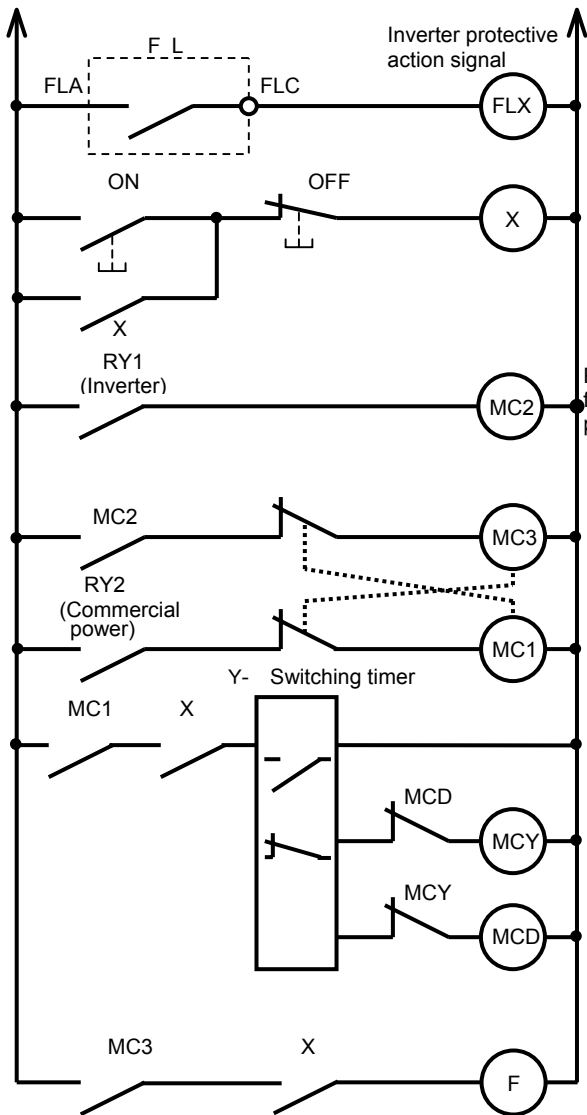 Inverter protective
action signal
F L
FLA
FLC
FLX
ON
OFF
X
X
RY1
(Inverter)
MC2
MC2
MC3
RY2
(Commercial
power)
MC1
Y- Switching timer
MC1
X
MCD
MCY
MCY
MCD
MC3
X
F